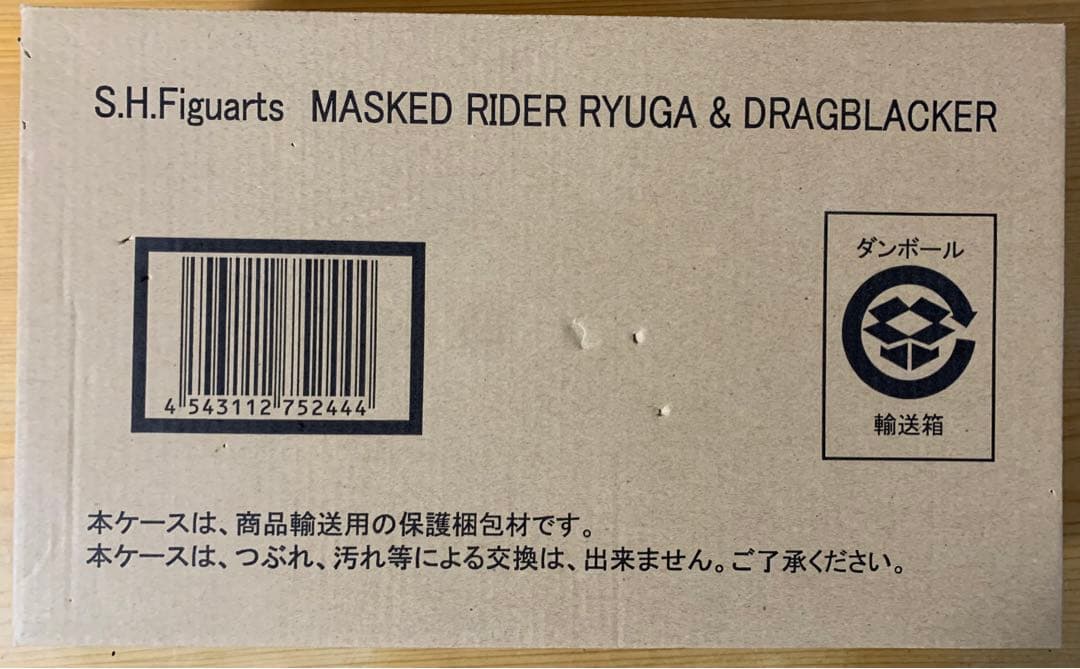 S.H.Figuarts MASKED RIDER RYUGA & DRAGBLACKER
ダンボール
4 543112 752444
輸送箱
本ケースは、商品輸送用の保護梱包材です。
本ケースは、つぶれ、汚れ等による交換は、出来ません。ご了承ください。